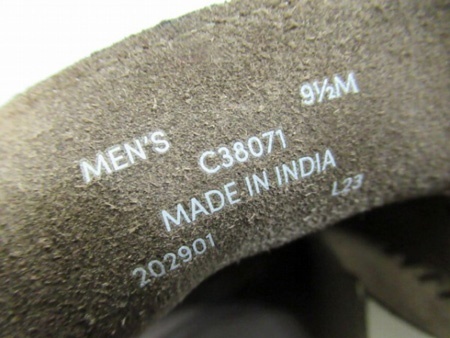 MEN'S C38071 9½M
MADE IN INDIA
202901 L23